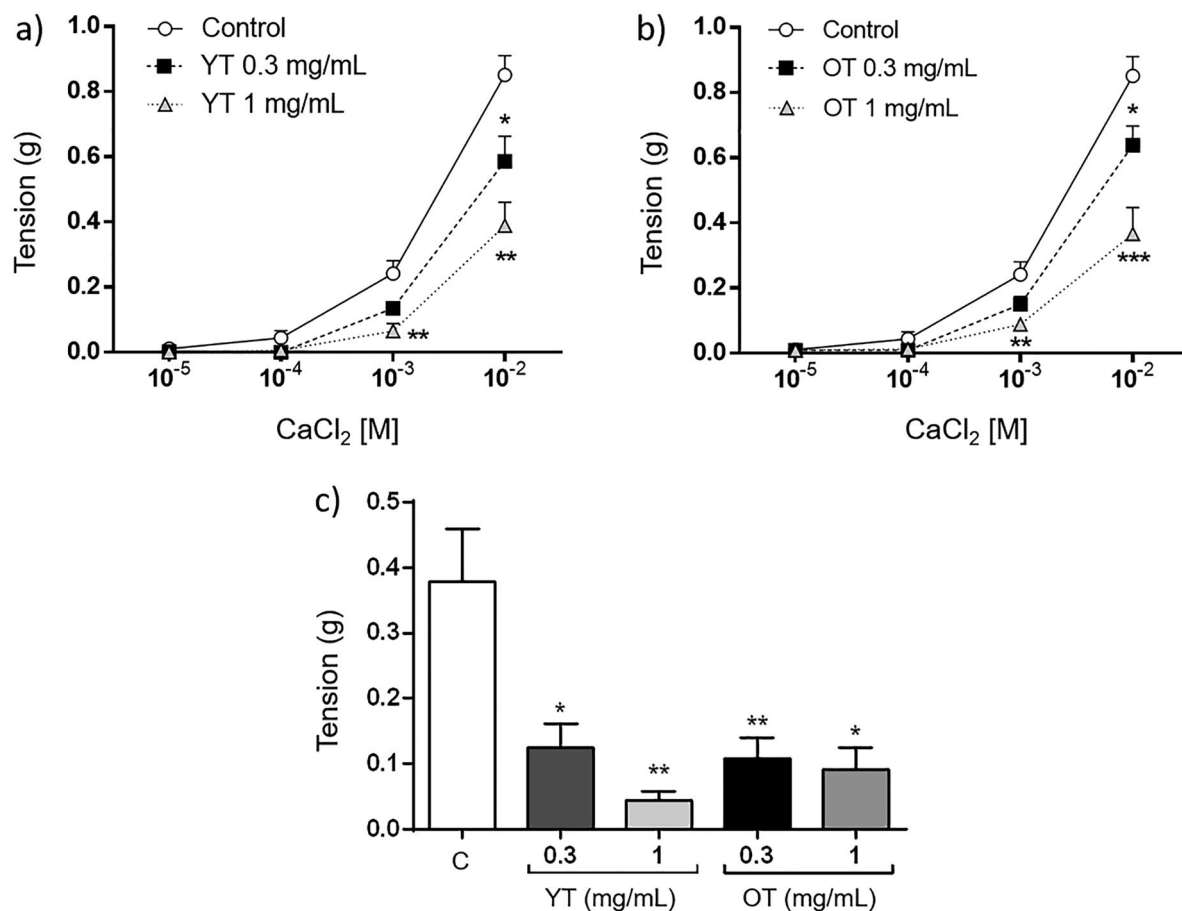 a)
Control
YT 0.3 mg/mL
YT 1 mg/mL
1.0
0.8
0.6
0.4
0.2
0.0
Tension (g)
*
**
**
10⁻⁵ 10⁻⁴ 10⁻³ 10⁻²
CaCl₂ [M]
b)
Control
OT 0.3 mg/mL
OT 1 mg/mL
1.0
0.8
0.6
0.4
0.2
0.0
Tension (g)
*
***
**
10⁻⁵ 10⁻⁴ 10⁻³ 10⁻²
CaCl₂ [M]
c)
0.5
0.4
0.3
0.2
0.1
0.0
Tension (g)
* ** ** *
C 0.3 1 0.3 1
YT (mg/mL) OT (mg/mL)